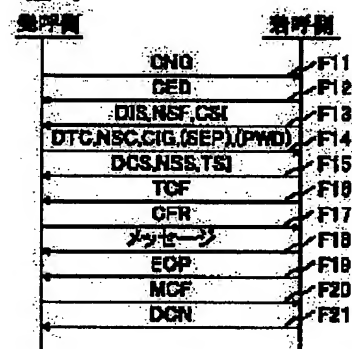 発呼側 着呼側
CNG F11
CED F12
DIS,NSF,CSI F13
DTC,NSC,CIG,(SEP),(PWD) F14
DCS,NSS,TSI F15
TCF F16
CFR F17
メッセージ F18
EOP F19
MCF F20
DCN F21